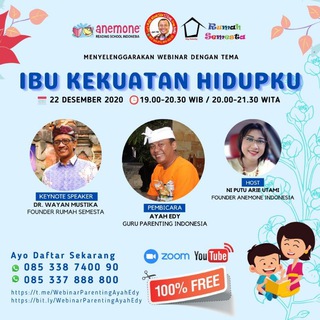 anemone
READING SCHOOL INDONESIA
Rumah
Semesta
MENYELENGGARAKAN WEBINAR DENGAN TEMA
IBU KEKUATAN HIDUPKU
22 DESEMBER 2020 19.00-20.30 WIB / 20.00-21.30 WITA
KEYNOTE SPEAKER
DR. WAYAN MUSTIKA
FOUNDER RUMAH SEMESTA
PEMBICARA
AYAH EDY
GURU PARENTING INDONESIA
HOST
NI PUTU ARIE UTAMI
FOUNDER ANEMONE INDONESIA
Ayo Daftar Sekarang
085 338 7400 90
085 337 888 800
https://t.me/WebinarParentingAyahEdy
https://bit.ly/WebinarParentingAyahEdy
zoom YouTube
100% FREE